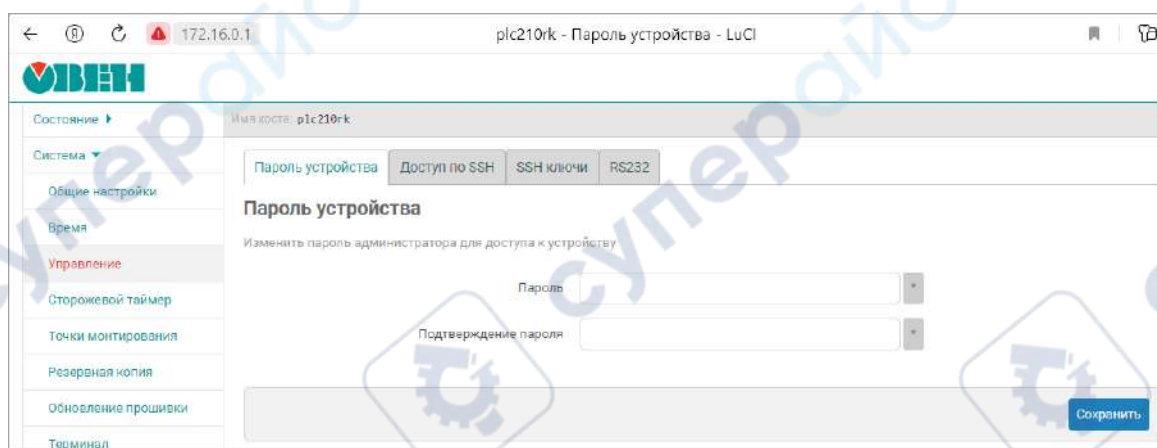 172.16.0.1
plc210rk - Пароль устройства - LuCI
ОВЕН
Состояние
Имя хоста: plc210rk
Система
Пароль устройства
Доступ по SSH
SSH ключи
RS232
Общие настройки
Время
Управление
Сторожевой таймер
Точки монтирования
Резервная копия
Обновление прошивки
Терминал
Пароль устройства
Изменить пароль администратора для доступа к устройству
Пароль
*
Подтверждение пароля
*
Сохранить
супер